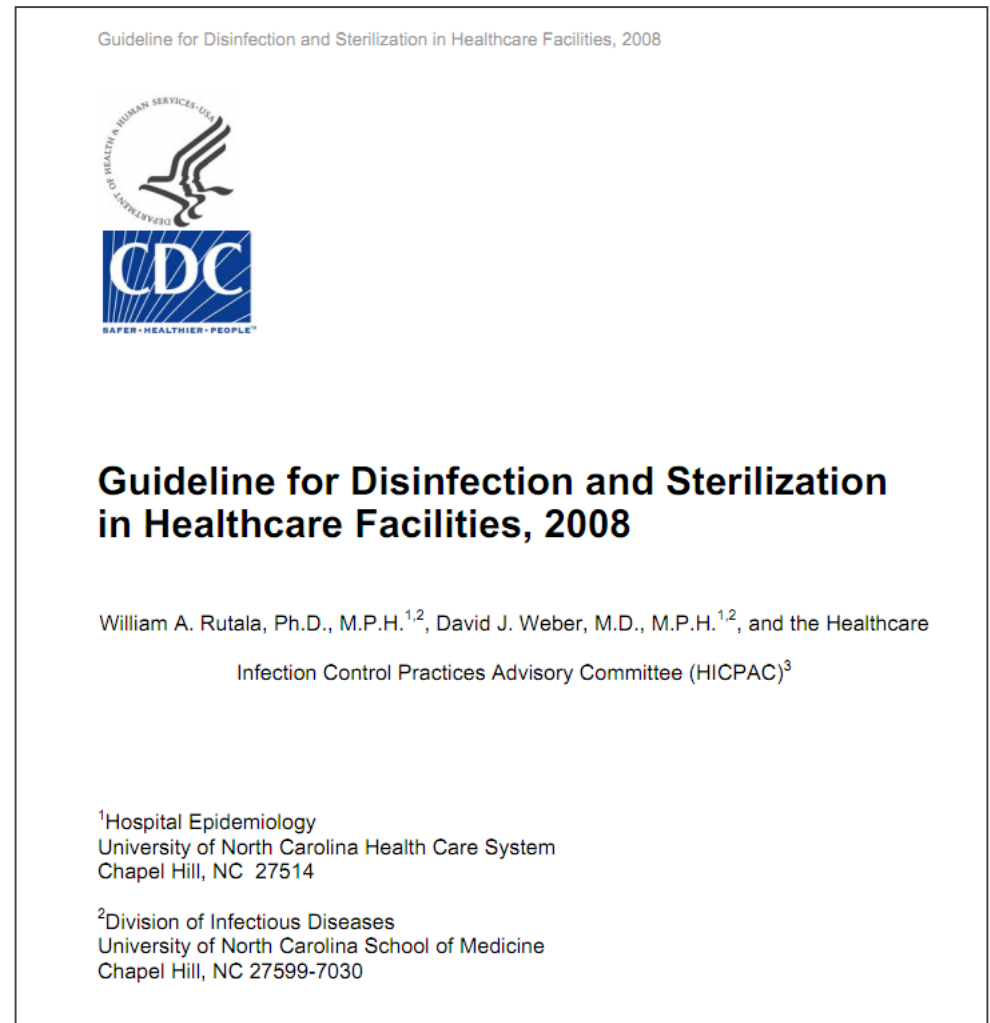 Guideline for Disinfection and Sterilization in Healthcare Facilities, 2008
DEPARTMENT OF HEALTH & HUMAN SERVICES·USA
CDC
SAFER·HEALTHIER·PEOPLE™
Guideline for Disinfection and Sterilization
in Healthcare Facilities, 2008
William A. Rutala, Ph.D., M.P.H.1,2, David J. Weber, M.D., M.P.H.1,2, and the Healthcare
Infection Control Practices Advisory Committee (HICPAC)3
1Hospital Epidemiology
University of North Carolina Health Care System
Chapel Hill, NC  27514
2Division of Infectious Diseases
University of North Carolina School of Medicine
Chapel Hill, NC 27599-7030